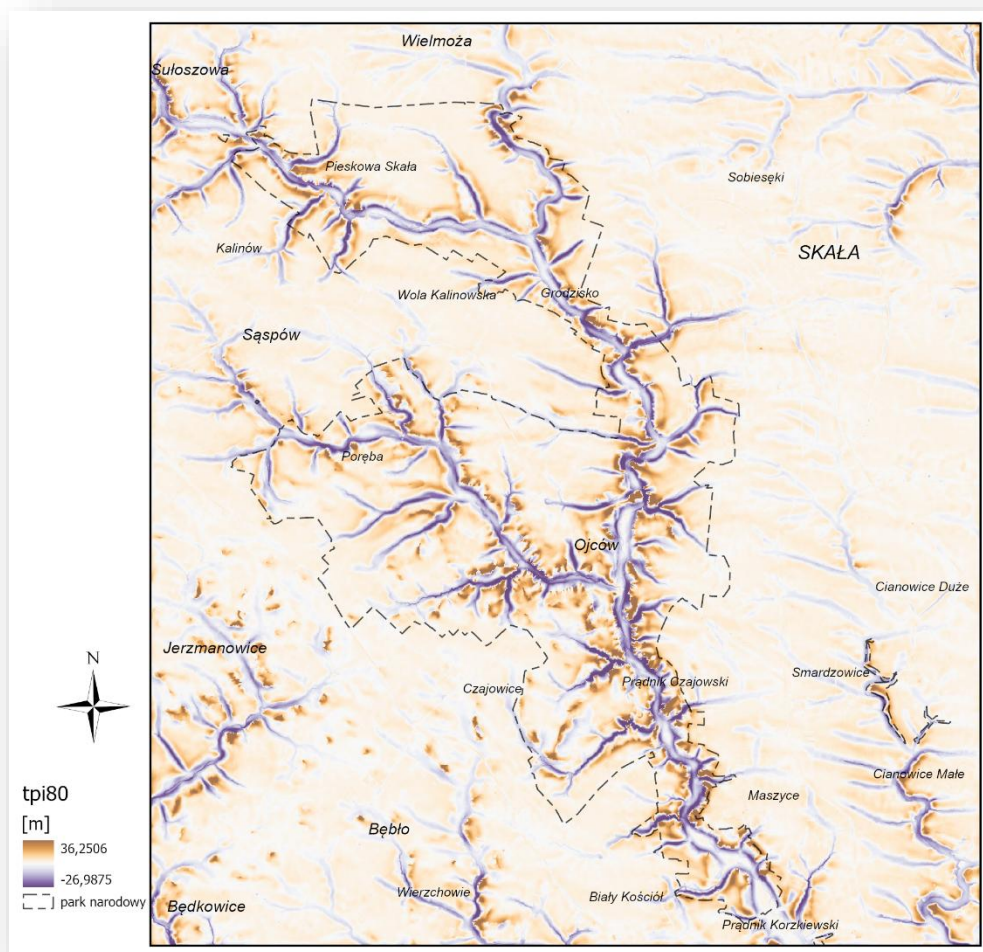 Wielmoża
Sułoszowa
Pieskowa Skała
Sobiesęki
Kalinów
SKAŁA
Wola Kalinowska
Grodzisko
Sąspów
Poręba
Ojców
Cianowice Duże
Jerzmanowice
Smardzowice
Czajowice
Prądnik Czajowski
N
Cianowice Małe
tpi80
[m]
Maszyce
36,2506
Bębło
-26,9875
park narodowy
Wierzchowie
Biały Kościół
Będkowice
Prądnik Korzkiewski